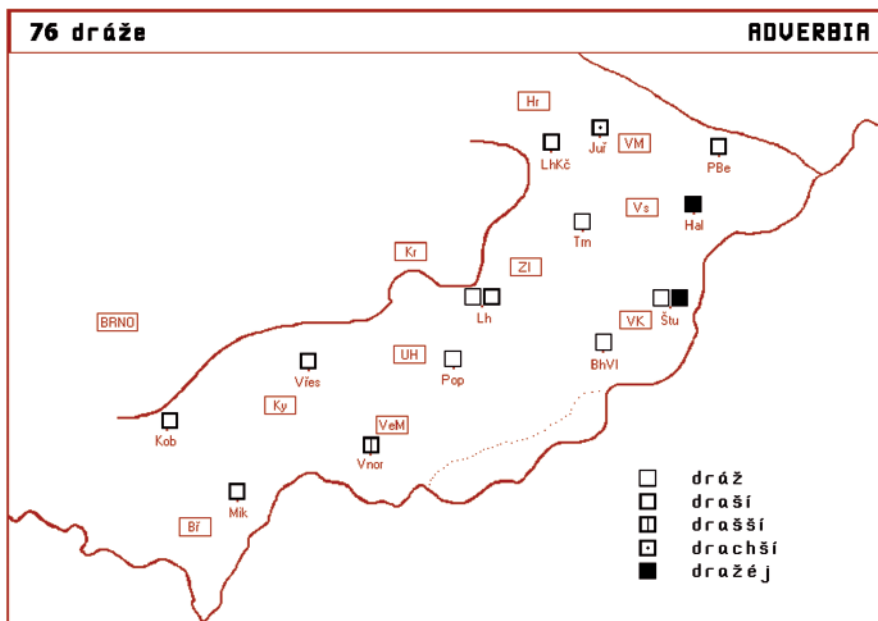 76 dráže ADVERBIA
Hr
Juř
VM
LhKč
PBe
Vs
Hal
Trn
Kr
Zl
Lh
BRNO
VK
Štu
BhVl
UH
Pop
Vřes
Ky
VeM
Kob
Vnor
Mik
Bř
dráž
draší
drašší
drachší
dražéj